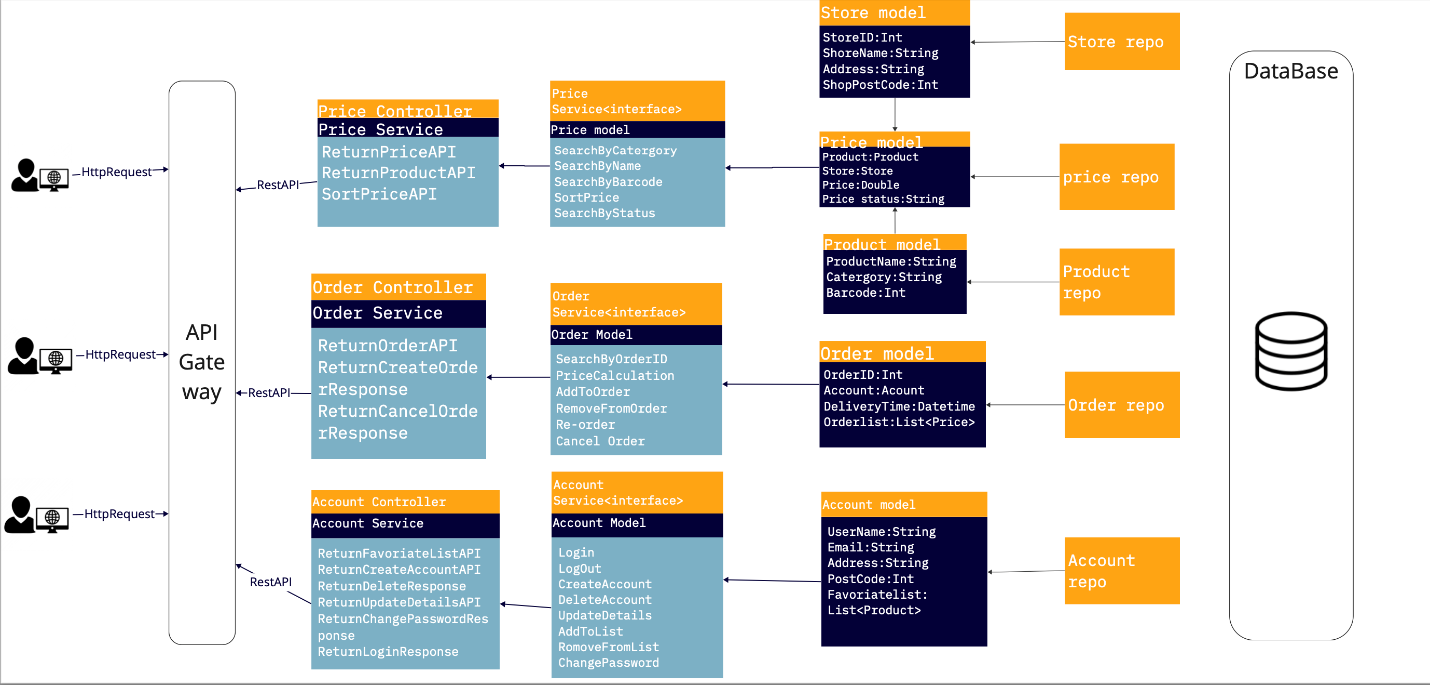 Store model
StoreID:Int
ShoreName:String
Address:String
ShopPostCode:Int
Store repo
DataBase
Price Controller
Price Service
ReturnPriceAPI
ReturnProductAPI
SortPriceAPI
Price
Service<interface>
Price model
SearchByCatergory
SearchByName
SearchByBarcode
SortPrice
SearchByStatus
Price model
Product:Product
Store:Store
Price:Double
Price status:String
price repo
HttpRequest
RestAPI
Product model
ProductName:String
Catergory:String
Barcode:Int
Product
repo
API
Gate
way
HttpRequest
RestAPI
Order Controller
Order Service
ReturnOrderAPI
ReturnCreateOrde
rResponse
ReturnCancelOrde
rResponse
Order
Service<interface>
Order Model
SearchByOrderID
PriceCalculation
AddToOrder
RemoveFromOrder
Re-order
Cancel Order
Order model
OrderID:Int
Account:Acount
DeliveryTime:Datetime
Orderlist:List<Price>
Order repo
HttpRequest
RestAPI
Account Controller
Account Service
ReturnFavoriateListAPI
ReturnCreateAccountAPI
ReturnDeleteResponse
ReturnUpdateDetailsAPI
ReturnChangePasswordRes
ponse
ReturnLoginResponse
Account
Service<interface>
Account Model
Login
LogOut
CreateAccount
DeleteAccount
UpdateDetails
AddToList
RomoveFromList
ChangePassword
Account model
UserName:String
Email:String
Address:String
PostCode:Int
Favoriatelist:
List<Product>
Account
repo